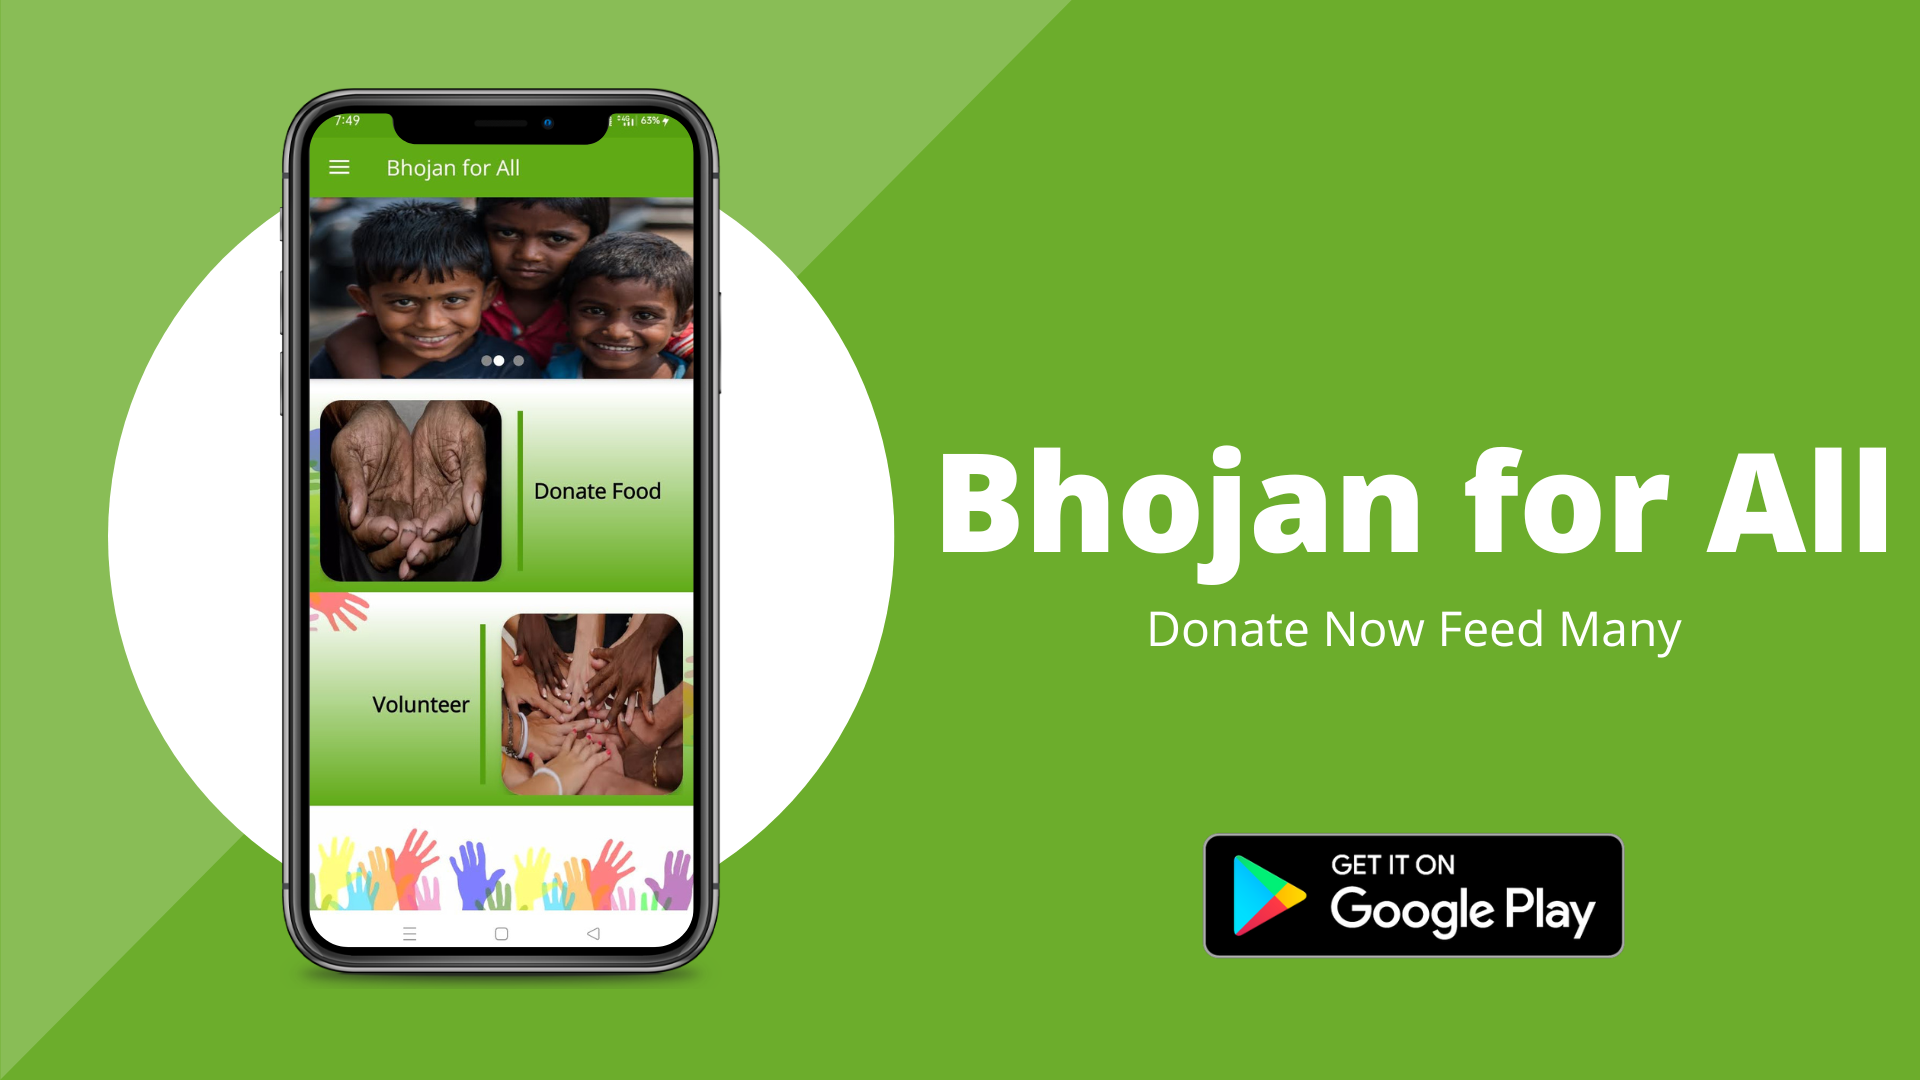 7:49
4G 63%
Bhojan for All
Donate Food
Volunteer
Bhojan for All
Donate Now Feed Many
GET IT ON
Google Play